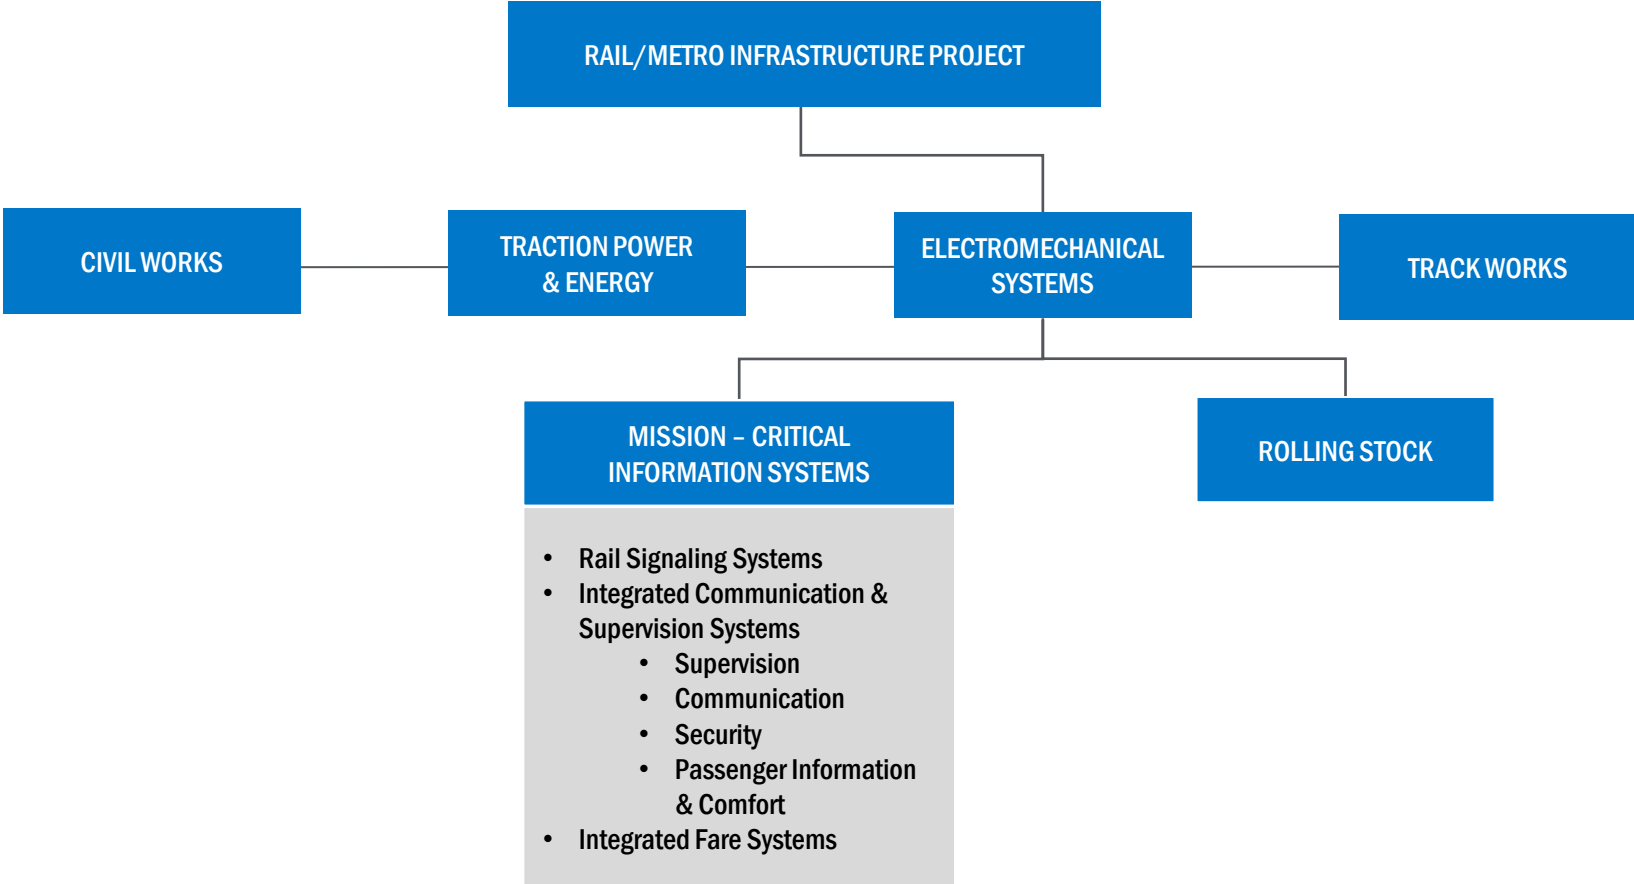 RAIL/METRO INFRASTRUCTURE PROJECT
CIVIL WORKS
TRACTION POWER
& ENERGY
ELECTROMECHANICAL
SYSTEMS
TRACK WORKS
MISSION – CRITICAL
INFORMATION SYSTEMS
ROLLING STOCK
• Rail Signaling Systems
• Integrated Communication &
Supervision Systems
• Supervision
• Communication
• Security
• Passenger Information
& Comfort
• Integrated Fare Systems